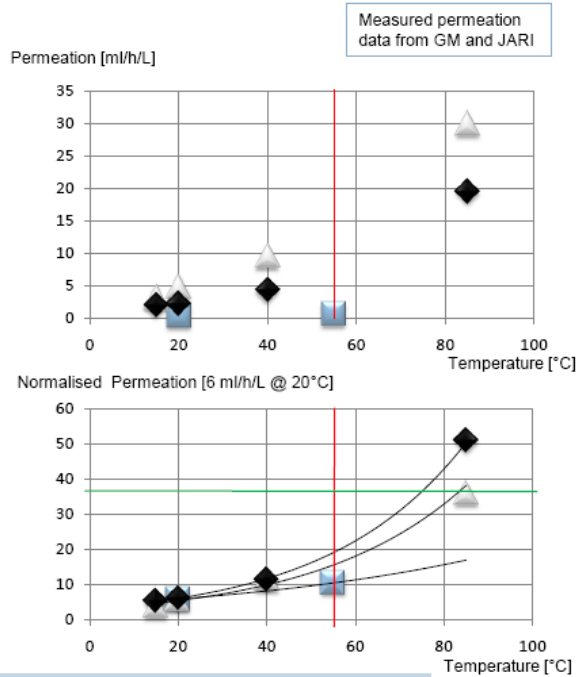 Measured permeation
data from GM and JARI
Permeation [ml/h/L]
35
30
25
20
15
10
5
0
0 20 40 60 80 100
Temperature [°C]
Normalised Permeation [6 ml/h/L @ 20°C]
60
50
40
30
20
10
0
0 20 40 60 80 100
Temperature [°C]